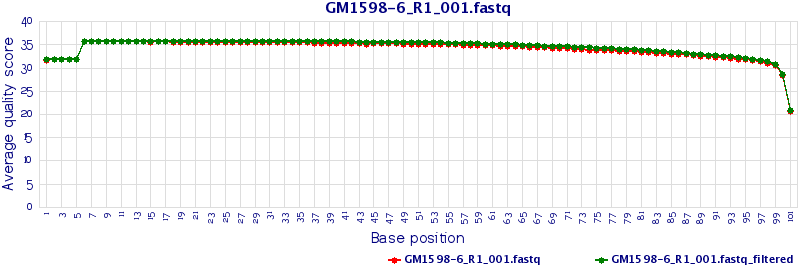 GM1598-6_R1_001.fastq
Average quality score
40
35
30
25
20
15
10
5
0
1 3 5 7 9 11 13 15 17 19 21 23 25 27 29 31 33 35 37 39 41 43 45 47 49 51 53 55 57 59 61 63 65 67 69 71 73 75 77 79 81 83 85 87 89 91 93 95 97 99 101
Base position
GM1598-6_R1_001.fastq GM1598-6_R1_001.fastq_filtered